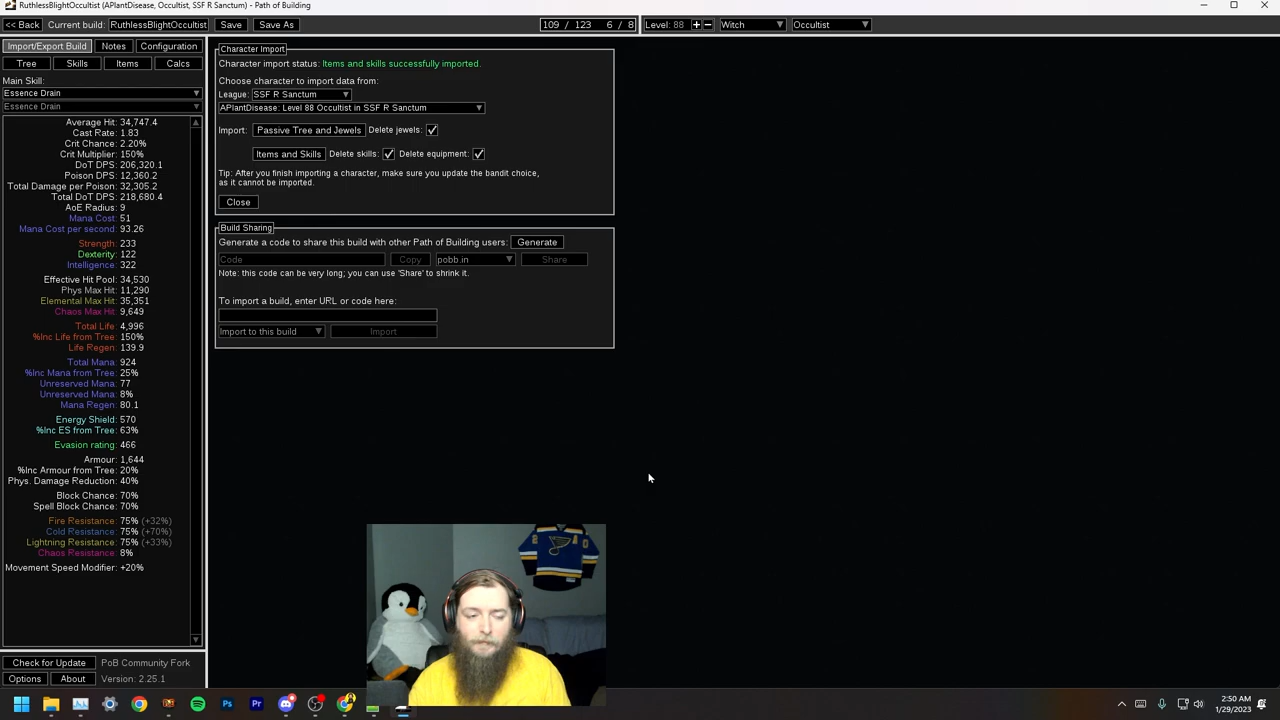 RuthlessBlightOccultist (APlantDisease, Occultist, SSF R Sanctum) - Path of Building
<< Back Current build: RuthlessBlightOccultist Save Save As 109 / 123 6 / 8 Level: 88 + - Witch Occultist
Import/Export Build Notes Configuration
Tree Skills Items Calcs
Main Skill:
Essence Drain
Essence Drain
Average Hit: 34,747.4
Cast Rate: 1.83
Crit Chance: 2.20%
Crit Multiplier: 150%
DoT DPS: 206,320.1
Poison DPS: 12,360.2
Total Damage per Poison: 32,305.2
Total DoT DPS: 218,680.4
AoE Radius: 9
Mana Cost: 51
Mana Cost per second: 93.26
Strength: 233
Dexterity: 122
Intelligence: 322
Effective Hit Pool: 34,530
Phys Max Hit: 11,290
Elemental Max Hit: 35,351
Chaos Max Hit: 9,649
Total Life: 4,996
%Inc Life from Tree: 150%
Life Regen: 139.9
Total Mana: 924
%Inc Mana from Tree: 25%
Unreserved Mana: 77
Unreserved Mana: 8%
Mana Regen: 80.1
Energy Shield: 570
%Inc ES from Tree: 63%
Evasion rating: 466
Armour: 1,644
%Inc Armour from Tree: 20%
Phys. Damage Reduction: 40%
Block Chance: 70%
Spell Block Chance: 70%
Fire Resistance: 75% (+32%)
Cold Resistance: 75% (+70%)
Lightning Resistance: 75% (+33%)
Chaos Resistance: 8%
Movement Speed Modifier: +20%
Check for Update PoB Community Fork
Options About Version: 2.25.1
Character Import
Character import status: Items and skills successfully imported.
Choose character to import data from:
League: SSF R Sanctum
APlantDisease: Level 88 Occultist in SSF R Sanctum
Import: Passive Tree and Jewels Delete jewels:
Items and Skills Delete skills: Delete equipment:
Tip: After you finish importing a character, make sure you update the bandit choice,
as it cannot be imported.
Close
Build Sharing
Generate a code to share this build with other Path of Building users: Generate
Code Copy pobb.in Share
Note: this code can be very long; you can use 'Share' to shrink it.
To import a build, enter URL or code here:
Import to this build Import
2:50 AM
1/29/2023